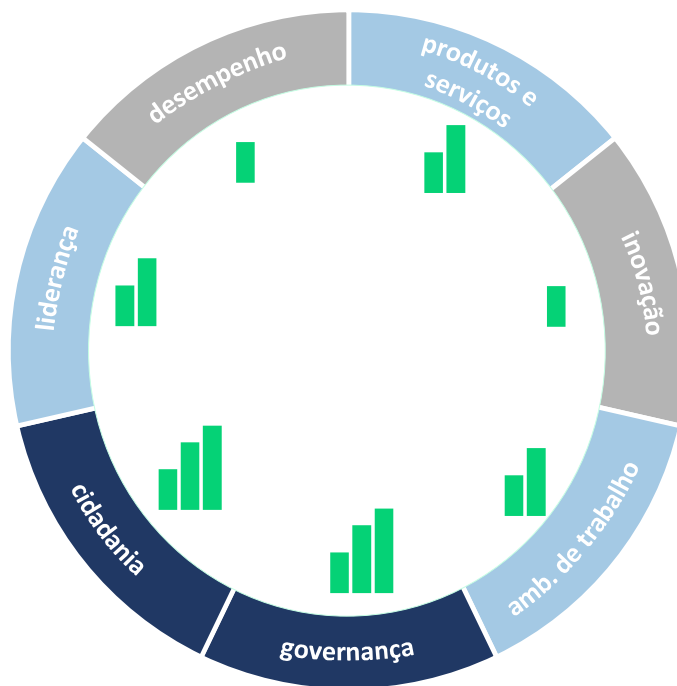 produtos e
serviços
inovação
amb. de trabalho
governança
cidadania
liderança
desempenho